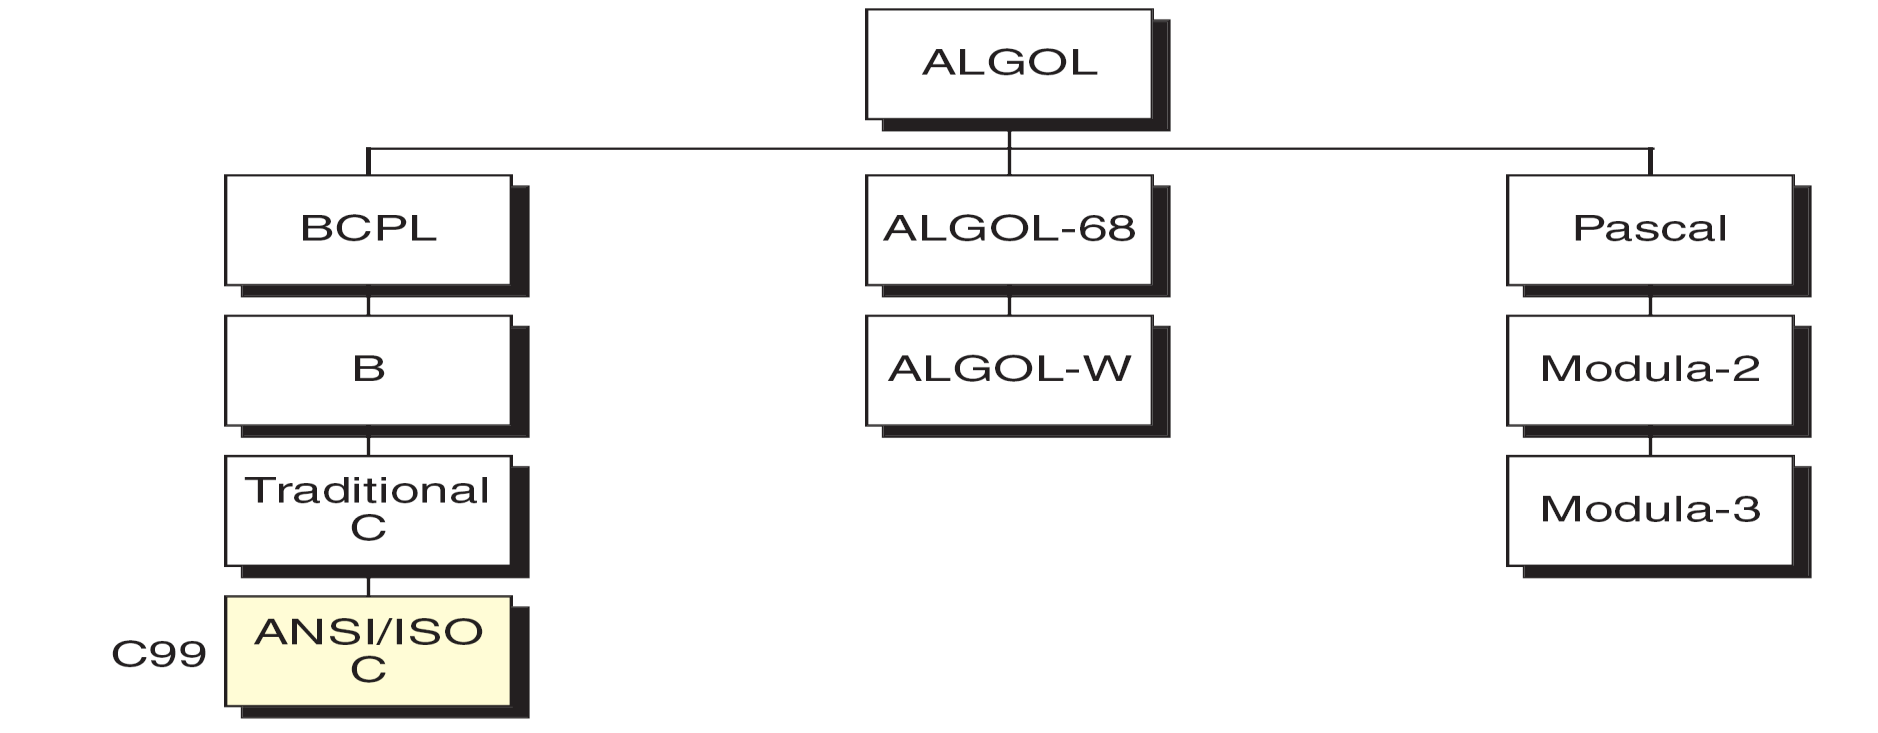 ALGOL
BCPL
ALGOL-68
Pascal
B
ALGOL-W
Modula-2
Traditional
C
Modula-3
C99
ANSI/ISO
C